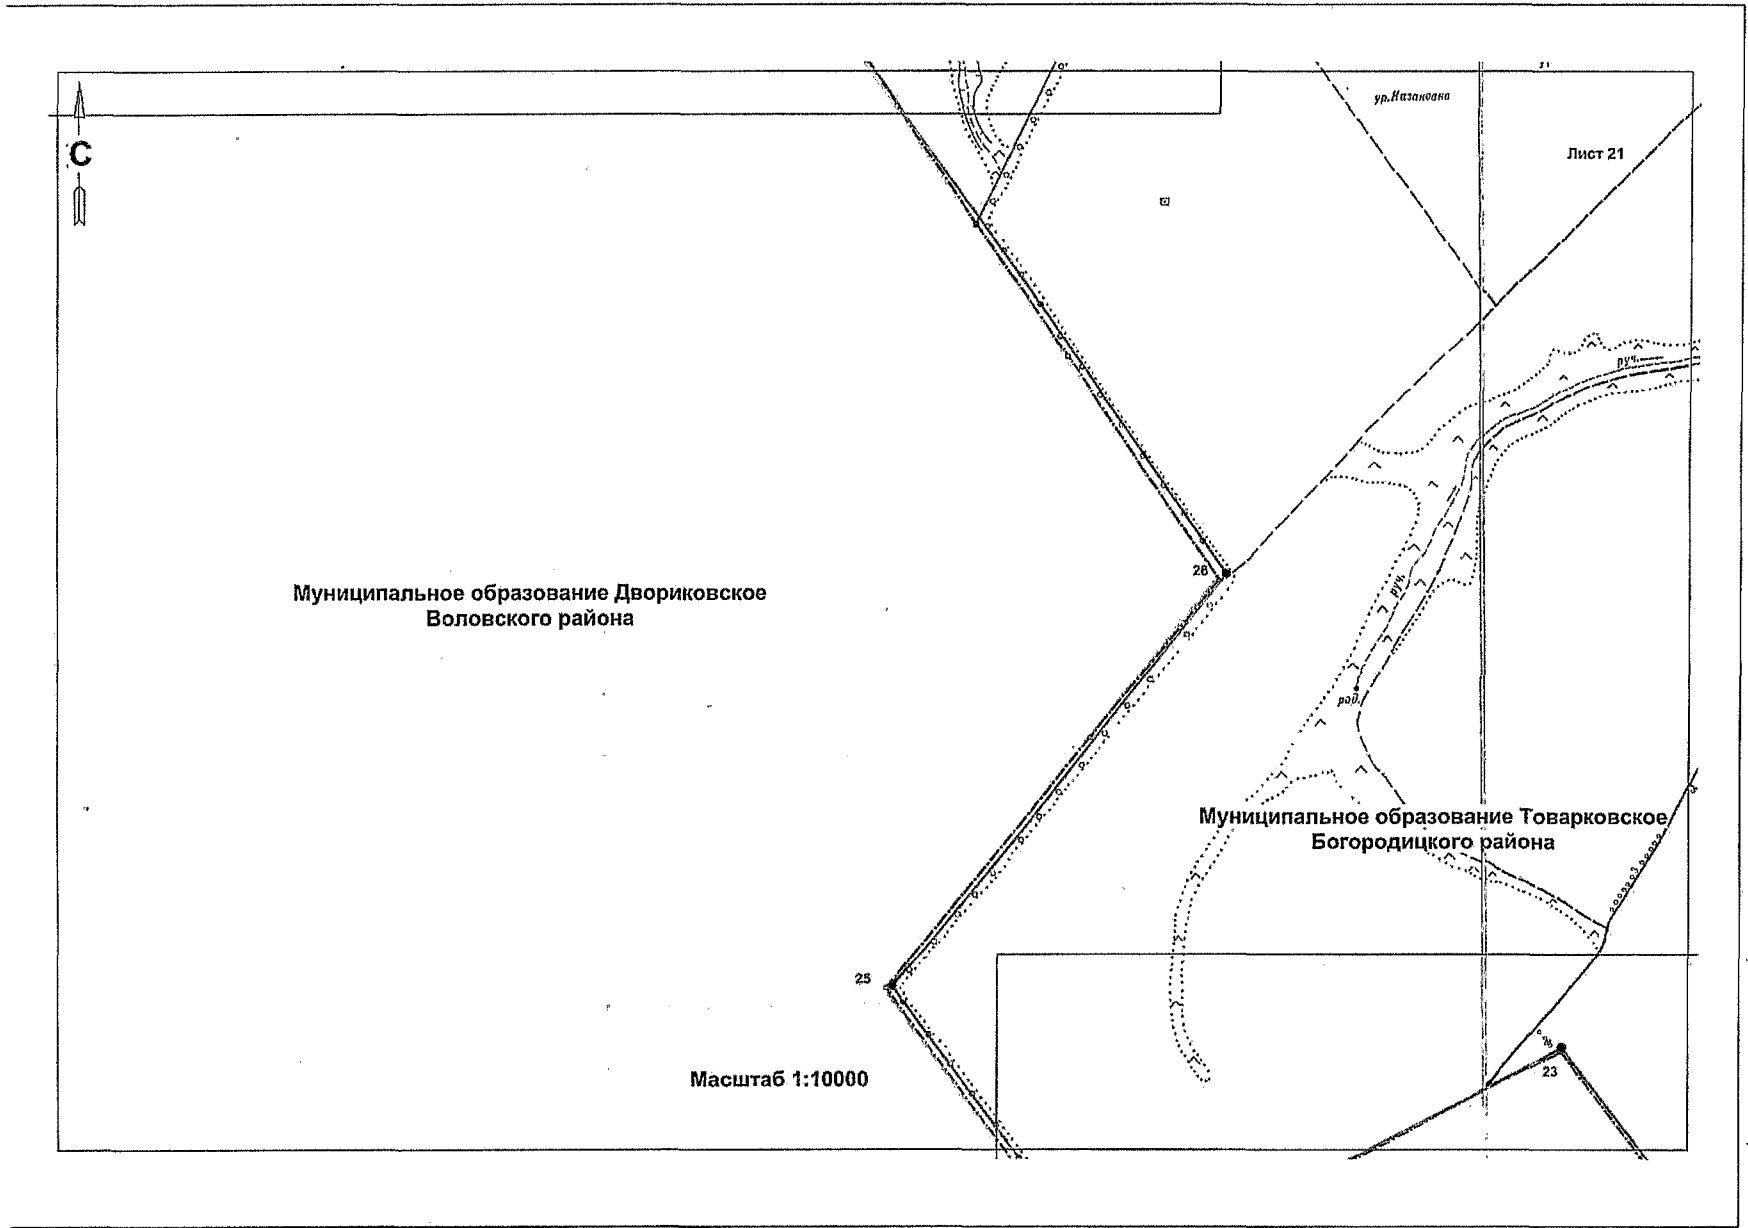 ур.Казановка
Лист 21
С
руч.
26
Муниципальное образование Двориковское
Воловского района
руч.
род.
Муниципальное образование Товарковское
Богородицкого района
25
Масштаб 1:10000
23